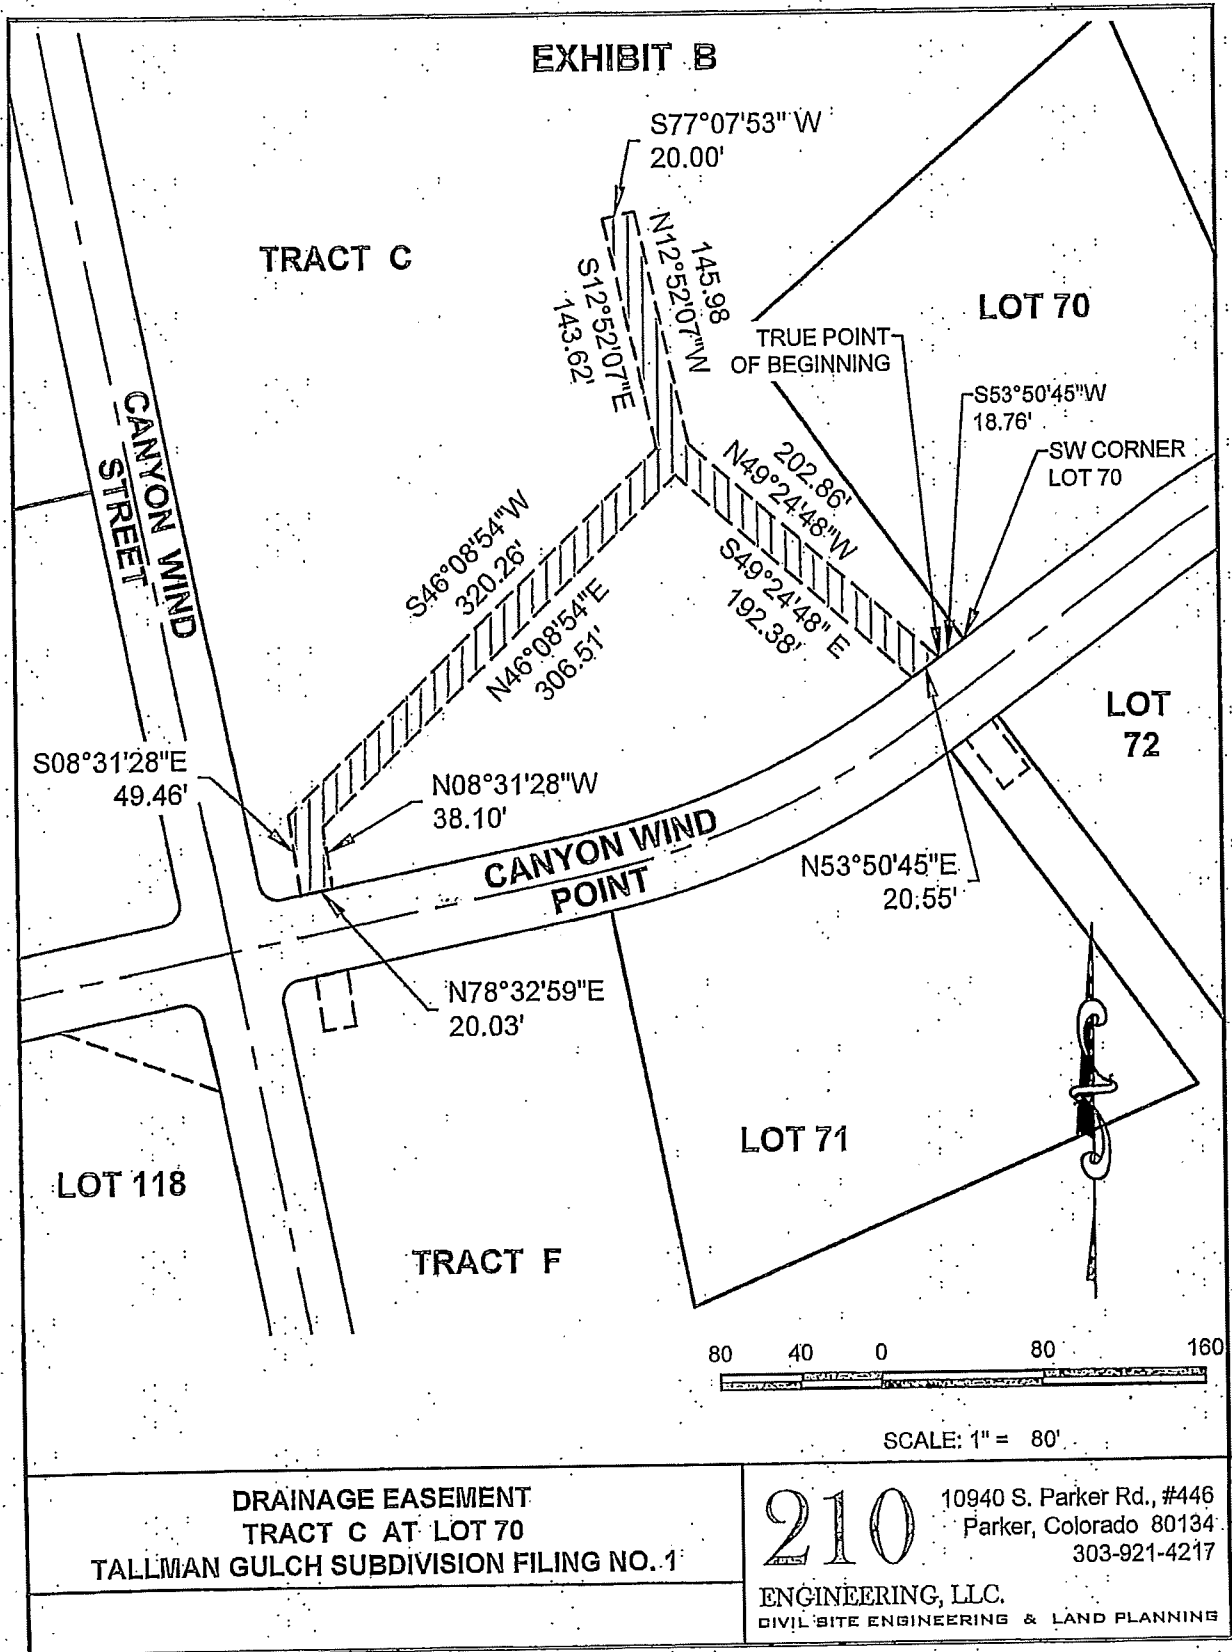 EXHIBIT B
S77°07'53" W
20.00'
TRACT C
N12°52'07"W
145.98
S12°52'07"E
143.62'
LOT 70
TRUE POINT
OF BEGINNING
S53°50'45"W
18.76'
SW CORNER
LOT 70
CANYON WIND
STREET
N49°24'48"W
202.86'
S46°08'54"W
320.26'
S49°24'48" E
192.38'
N46°08'54"E
306.51'
LOT
72
S08°31'28"E
49.46'
N08°31'28"W
38.10'
CANYON WIND
POINT
N53°50'45"E
20.55'
N78°32'59"E
20.03'
LOT 71
LOT 118
TRACT F
80 40 0 80 160
SCALE: 1" = 80'
DRAINAGE EASEMENT
TRACT C AT LOT 70
TALLMAN GULCH SUBDIVISION FILING NO. 1
210
10940 S. Parker Rd., #446
Parker, Colorado 80134
303-921-4217
ENGINEERING, LLC.
CIVIL SITE ENGINEERING & LAND PLANNING